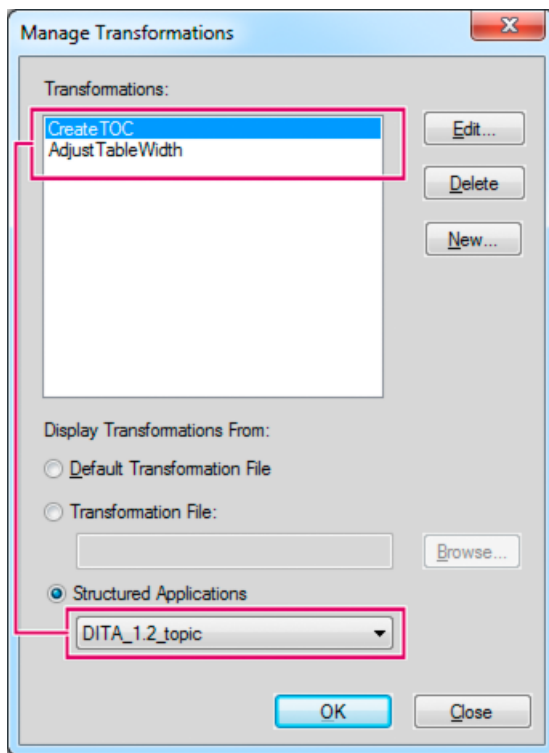 Manage Transformations
Transformations:
CreateTOC
AdjustTableWidth
Edit...
Delete
New...
Display Transformations From:
Default Transformation File
Transformation File:
Browse...
Structured Applications
DITA_1.2_topic
OK
Close